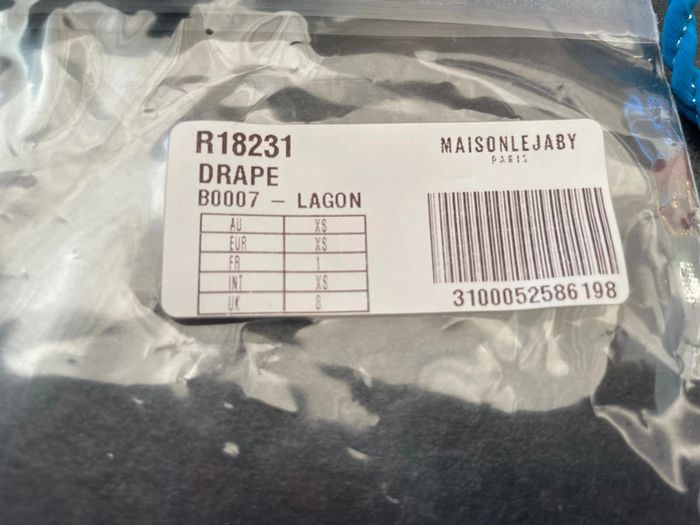 R18231
DRAPE
B0007 - LAGON
AU XS
EUR XS
FR 1
INT XS
UK 8
MAISONLEJABY
PARIS
3100052586198